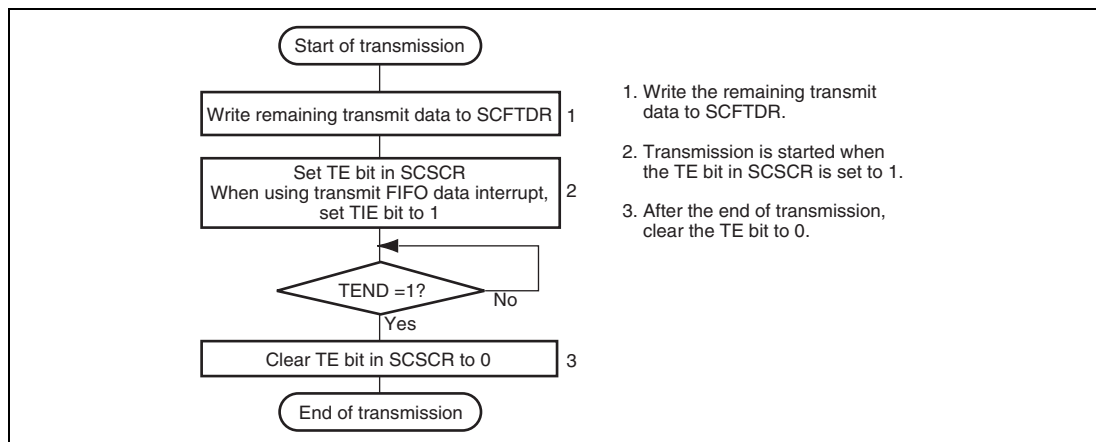 Start of transmission
Write remaining transmit data to SCFTDR
1
Set TE bit in SCSCR
When using transmit FIFO data interrupt,
set TIE bit to 1
2
TEND =1?
No
Yes
Clear TE bit in SCSCR to 0
3
End of transmission
1. Write the remaining transmit
data to SCFTDR.
2. Transmission is started when
the TE bit in SCSCR is set to 1.
3. After the end of transmission,
clear the TE bit to 0.